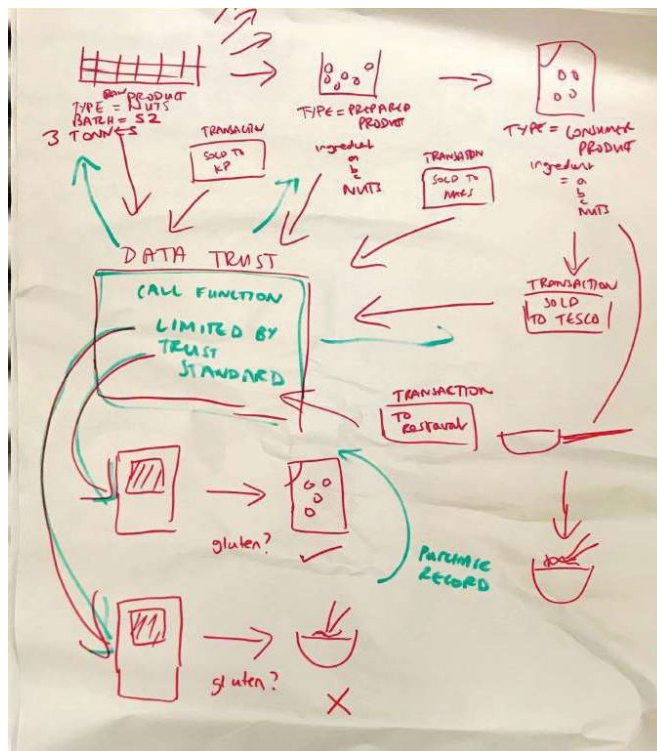 RAW PRODUCT
TYPE = NUTS
BATCH = 52
3 TONNES
TRANSACTION
SOLD TO
KP
TYPE = PREPARED
PRODUCT
ingredient
a
b
c
NUTS
TRANSACTION
SOLD TO
MARS
TYPE = CONSUMER
PRODUCT
ingredient
= a
b
c
NUTS
TRANSACTION
SOLD
TO TESCO
DATA TRUST
CALL FUNCTION
LIMITED BY
TRUST
STANDARD
TRANSACTION
TO
gluten?
PURCHASE
RECORD
gluten?